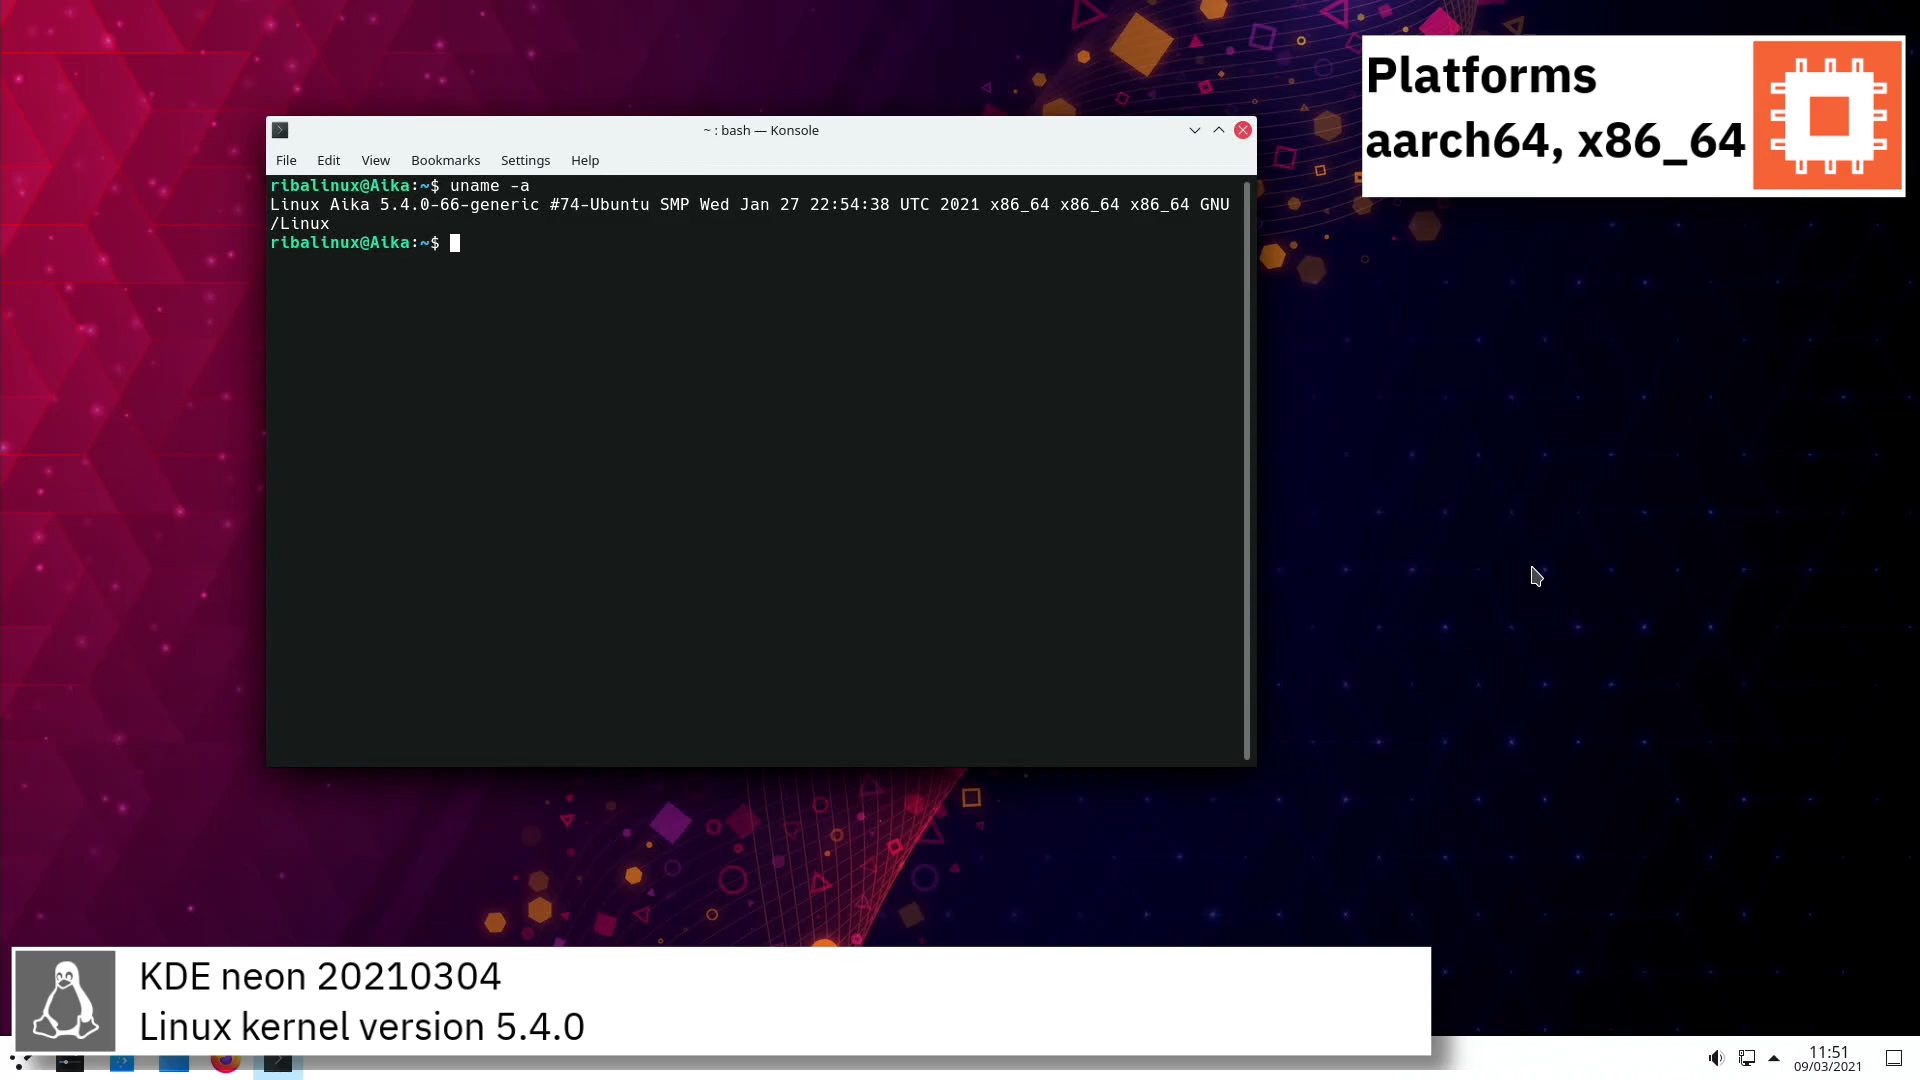 Platforms
aarch64, x86_64
~ : bash — Konsole
File Edit View Bookmarks Settings Help
ribalinux@Aika:~$ uname -a
Linux Aika 5.4.0-66-generic #74-Ubuntu SMP Wed Jan 27 22:54:38 UTC 2021 x86_64 x86_64 x86_64 GNU
/Linux
ribalinux@Aika:~$
KDE neon 20210304
Linux kernel version 5.4.0
11:51
09/03/2021